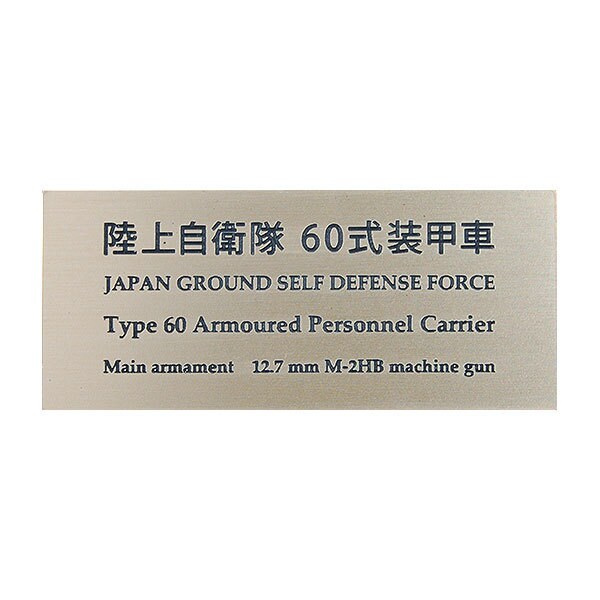 陸上自衛隊 60式装甲車
JAPAN GROUND SELF DEFENSE FORCE
Type 60 Armoured Personnel Carrier
Main armament 12.7 mm M-2HB machine gun